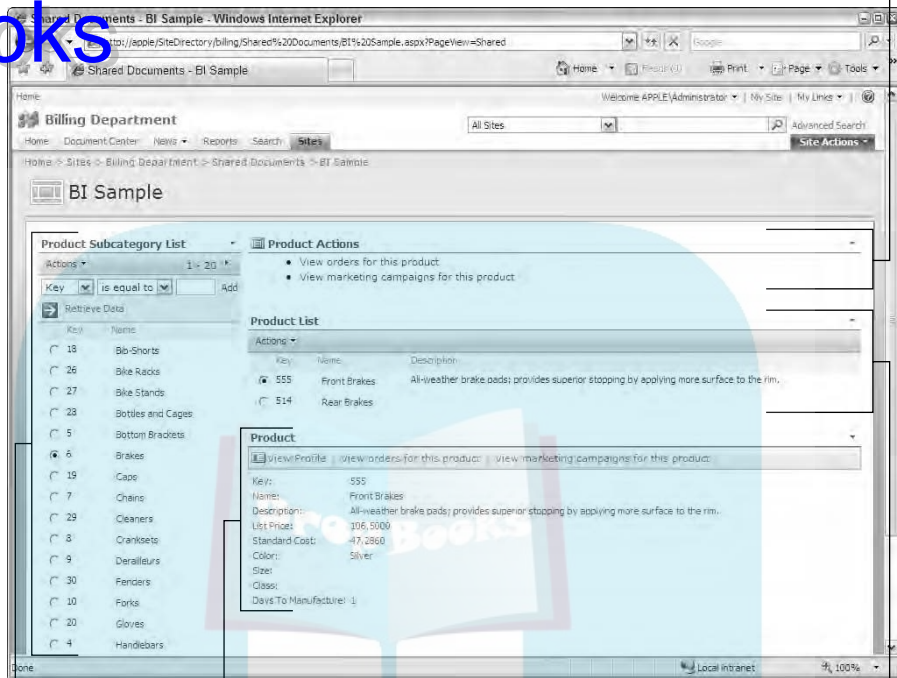 oks
Shared Documents - BI Sample - Windows Internet Explorer
http://apple/SiteDirectory/billing/Shared%20Documents/BI%20Sample.aspx?PageView=Shared
Google
Shared Documents - BI Sample
Home
Print
Page
Tools
Home
Welcome APPLE\Administrator
My Site
My Links
Billing Department
All Sites
Advanced Search
Home Document Center News Reports Search Sites
Site Actions
Home > Sites > Billing Department > Shared Documents > BI Sample
BI Sample
Product Subcategory List
Actions
1 - 20
Key is equal to Add
Retrieve Data
Key Name
18 Bib-Shorts
26 Bike Racks
27 Bike Stands
28 Bottles and Cages
5 Bottom Brackets
6 Brakes
19 Caps
7 Chains
29 Cleaners
8 Cranksets
9 Derailleurs
30 Fenders
10 Forks
20 Gloves
4 Handlebars
Product Actions
• View orders for this product
• View marketing campaigns for this product
Product List
Actions
Key Name Description
555 Front Brakes All-weather brake pads; provides superior stopping by applying more surface to the rim.
514 Rear Brakes
Product
View Profile | view orders for this product | view marketing campaigns for this product
Key: 555
Name: Front Brakes
Description: All-weather brake pads; provides superior stopping by applying more surface to the rim.
List Price: 106.5000
Standard Cost: 47.2860
Color: Silver
Size:
Class:
Days To Manufacture: 1
Books
Done
Local intranet
100%